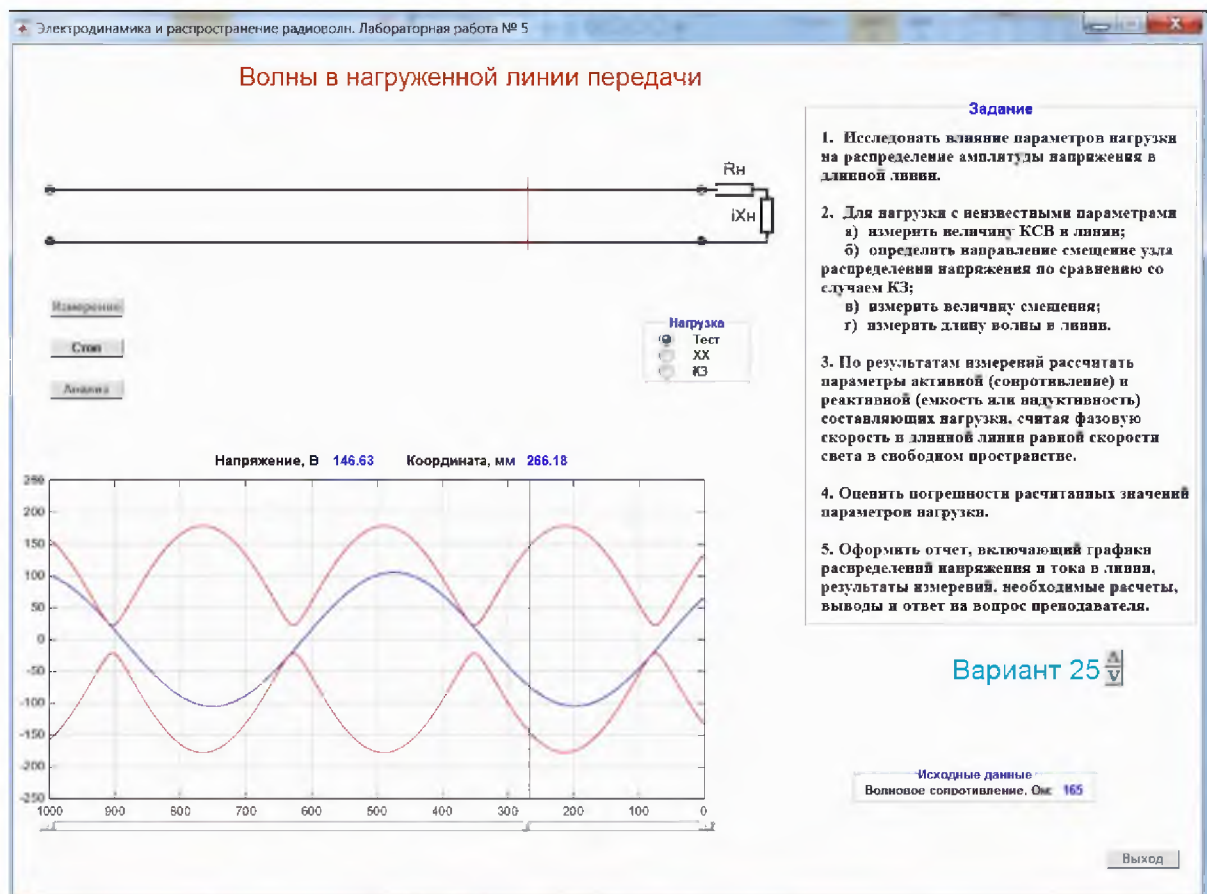 Электродинамика и распространение радиоволн. Лабораторная работа № 5
Волны в нагруженной линии передачи
Rн
iXн
Измерение
Стоп
Анализ
Нагрузка
Тест
ХХ
КЗ
Напряжение, В 146.63 Координата, мм 266.18
250
200
150
100
50
0
-50
-100
-150
-200
-250
1000 900 800 700 600 500 400 300 200 100 0
Задание
1. Исследовать влияние параметров нагрузки
на распределение амплитуды напряжения в
длинной линии.
2. Для нагрузки с неизвестными параметрами
а) измерить величину КСВ и линии;
б) определить направление смещение узла
распределения напряжения по сравнению со
случаем КЗ;
в) измерить величину смещения;
г) измерить длину волны в линии.
3. По результатам измерений рассчитать
параметры активной (сопротивление) и
реактивной (емкость или индуктивность)
составляющих нагрузки, считая фазовую
скорость в длинной линии равной скорости
света в свободном пространстве.
4. Оценить погрешности расчитанных значений
параметров нагрузки.
5. Оформить отчет, включающий графики
распределений напряжения и тока в линии,
результаты измерения, необходимые расчеты,
выводы и ответ на вопрос преподавателя.
Вариант 25
Исходные данные
Волновое сопротивление, Ом: 165
Выход